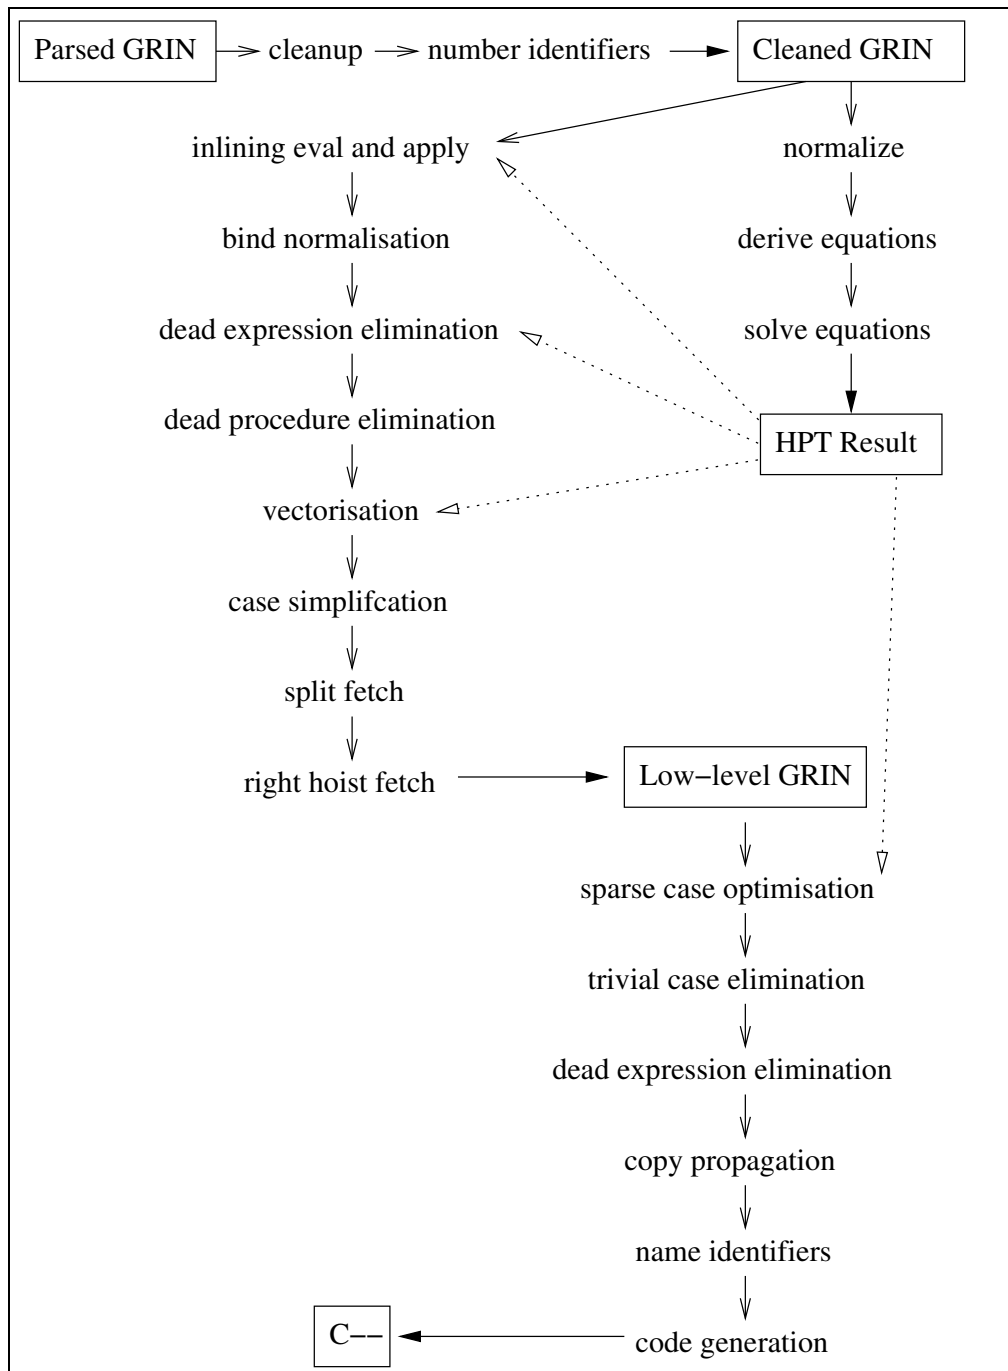 Parsed GRIN
cleanup
number identifiers
Cleaned GRIN
inlining eval and apply
normalize
bind normalisation
derive equations
dead expression elimination
solve equations
dead procedure elimination
HPT Result
vectorisation
case simplifcation
split fetch
right hoist fetch
Low−level GRIN
sparse case optimisation
trivial case elimination
dead expression elimination
copy propagation
name identifiers
C−−
code generation